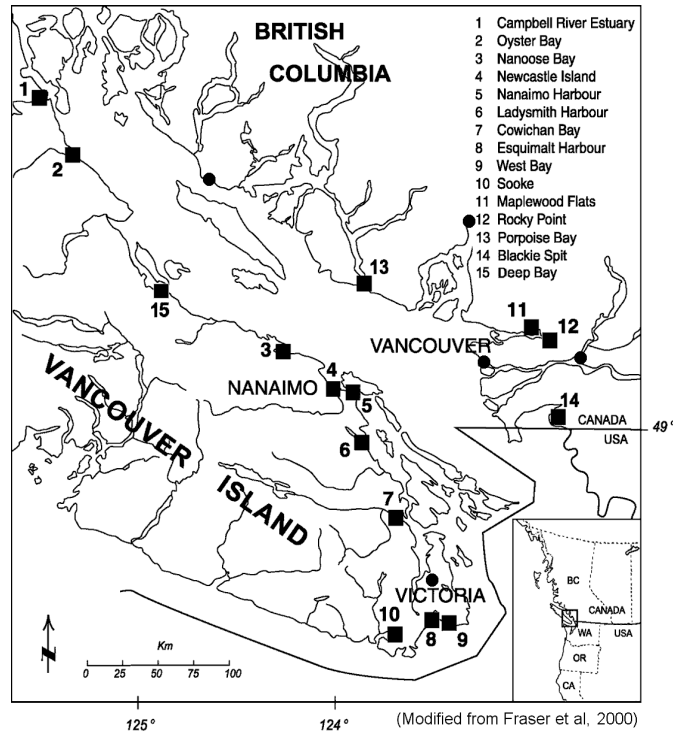 BRITISH
COLUMBIA
1 Campbell River Estuary
2 Oyster Bay
3 Nanoose Bay
4 Newcastle Island
5 Nanaimo Harbour
6 Ladysmith Harbour
7 Cowichan Bay
8 Esquimalt Harbour
9 West Bay
10 Sooke
11 Maplewood Flats
12 Rocky Point
13 Porpoise Bay
14 Blackie Spit
15 Deep Bay
1
2
13
15
11
12
3
VANCOUVER
4
NANAIMO
5
14
CANADA
USA
49°
6
VANCOUVER
ISLAND
7
VICTORIA
10
8
9
BC
CANADA
WA
USA
OR
CA
N
Km
0 25 50 75 100
125°
124°
(Modified from Fraser et al, 2000)